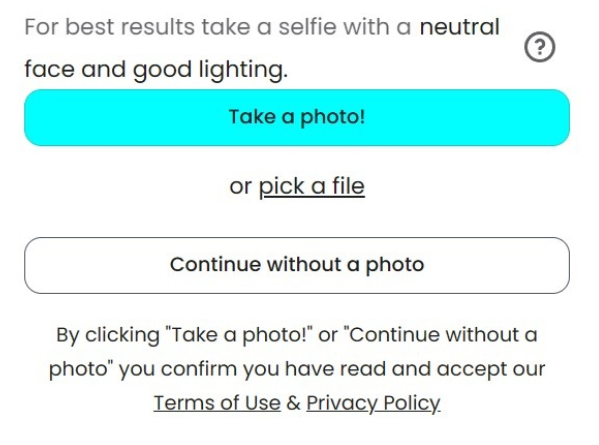 For best results take a selfie with a neutral
face and good lighting.
?
Take a photo!
or pick a file
Continue without a photo
By clicking "Take a photo!" or "Continue without a
photo" you confirm you have read and accept our
Terms of Use & Privacy Policy